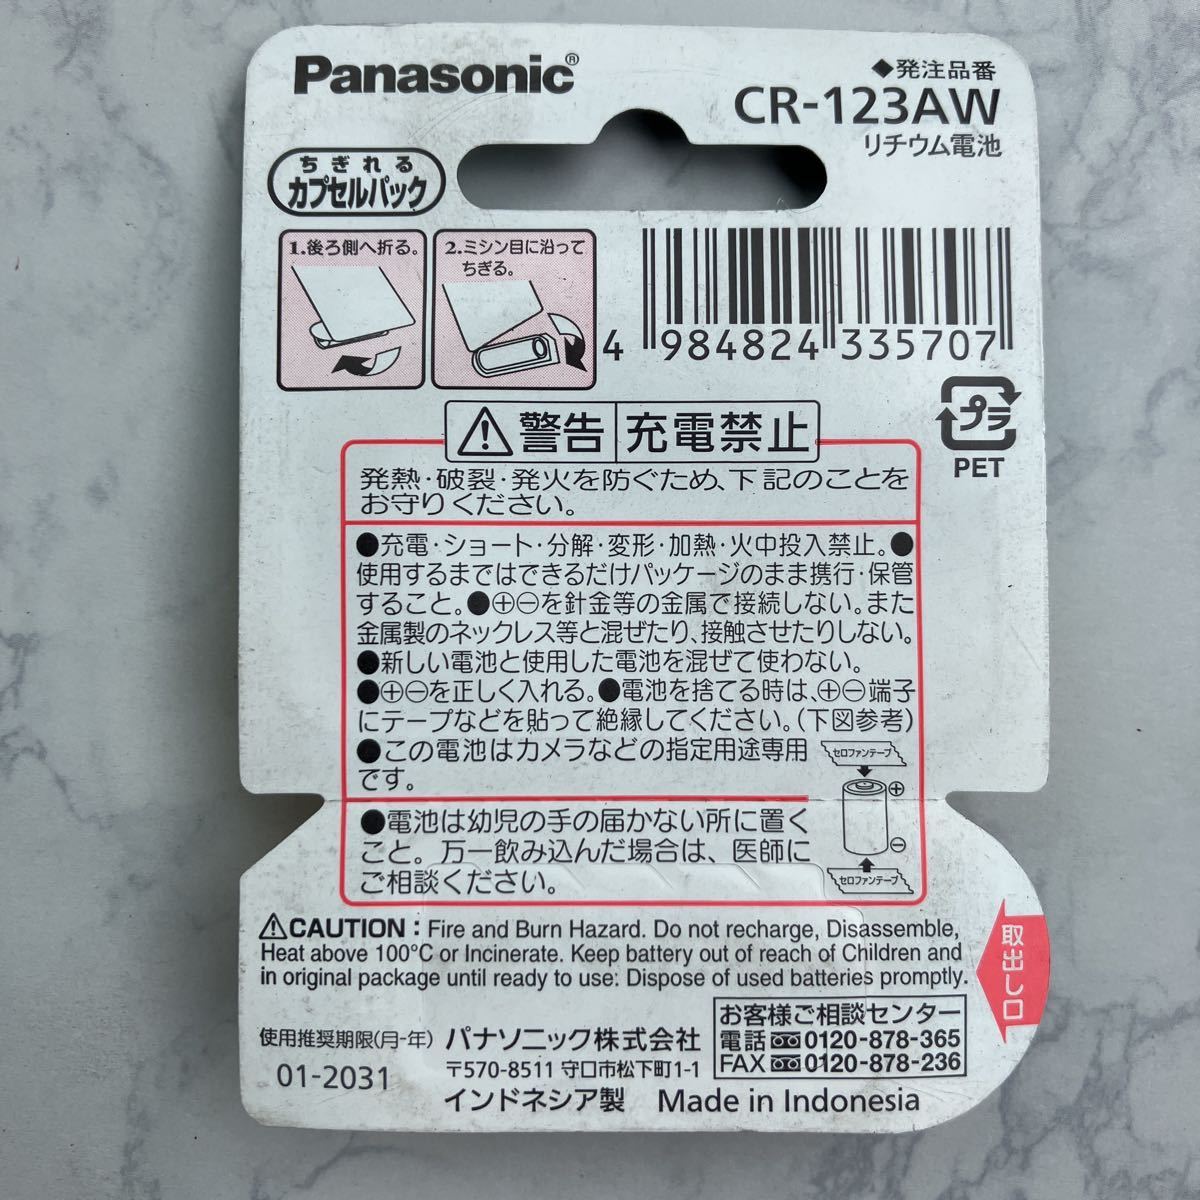 Panasonic®
◆発注品番
CR-123AW
リチウム電池
ちぎれる
カプセルパック
1.後ろ側へ折る。
2.ミシン目に沿って
ちぎる。
4 984824 335707
プラ
PET
⚠警告 充電禁止
発熱・破裂・発火を防ぐため、下記のことを
お守りください。
●充電・ショート・分解・変形・加熱・火中投入禁止。●
使用するまではできるだけパッケージのまま携行・保管
すること。●⊕⊖を針金等の金属で接続しない。また
金属製のネックレス等と混ぜたり、接触させたりしない。
●新しい電池と使用した電池を混ぜて使わない。
●⊕⊖を正しく入れる。●電池を捨てる時は、⊕⊖端子
にテープなどを貼って絶縁してください。(下図参考)
●この電池はカメラなどの指定用途専用
です。
セロファンテープ
⊕
⊖
セロファンテープ
●電池は幼児の手の届かない所に置く
こと。万一飲み込んだ場合は、医師に
ご相談ください。
⚠CAUTION : Fire and Burn Hazard. Do not recharge, Disassemble,
Heat above 100°C or Incinerate. Keep battery out of reach of Children and
in original package until ready to use: Dispose of used batteries promptly.
取出し口
使用推奨期限(月-年)
01-2031
パナソニック株式会社
〒570-8511 守口市松下町1-1
お客様ご相談センター
電話 0120-878-365
FAX 0120-878-236
インドネシア製 Made in Indonesia